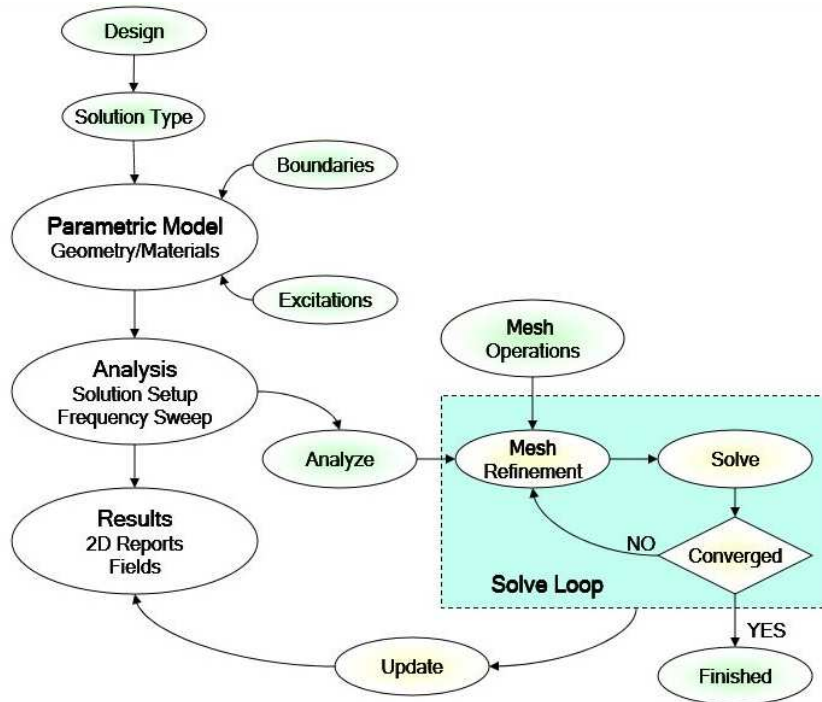 Design
Solution Type
Boundaries
Parametric Model
Geometry/Materials
Excitations
Mesh
Operations
Analysis
Solution Setup
Frequency Sweep
Analyze
Mesh
Refinement
Solve
Results
2D Reports
Fields
NO
Converged
Solve Loop
YES
Update
Finished